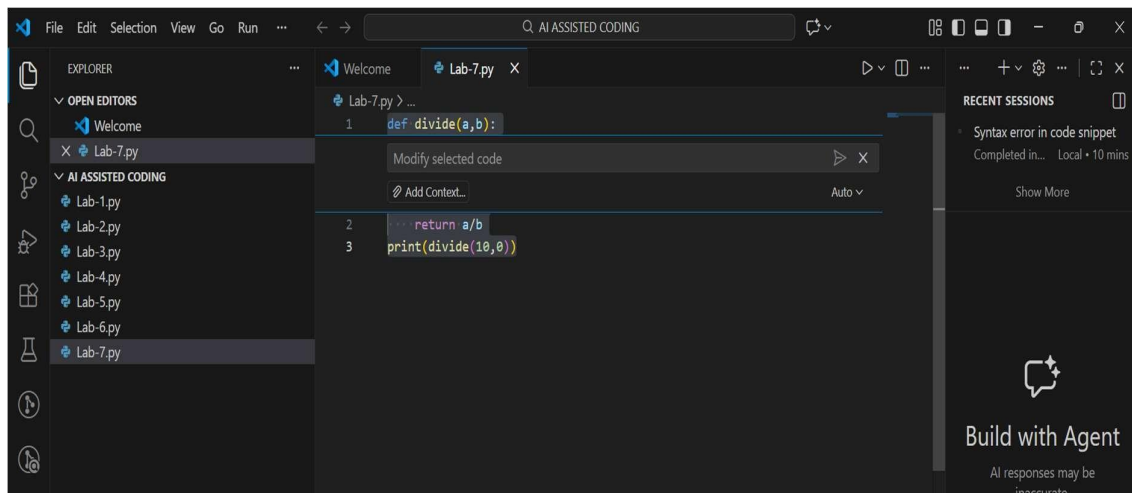 File Edit Selection View Go Run ...
AI ASSISTED CODING
EXPLORER
OPEN EDITORS
Welcome
Lab-7.py
AI ASSISTED CODING
Lab-1.py
Lab-2.py
Lab-3.py
Lab-4.py
Lab-5.py
Lab-6.py
Lab-7.py
Welcome
Lab-7.py
Lab-7.py > ...
1 def divide(a,b):
Modify selected code
Add Context...
Auto
2 return a/b
3 print(divide(10,0))
RECENT SESSIONS
Syntax error in code snippet
Completed in... Local • 10 mins
Show More
Build with Agent
AI responses may be
inaccurate